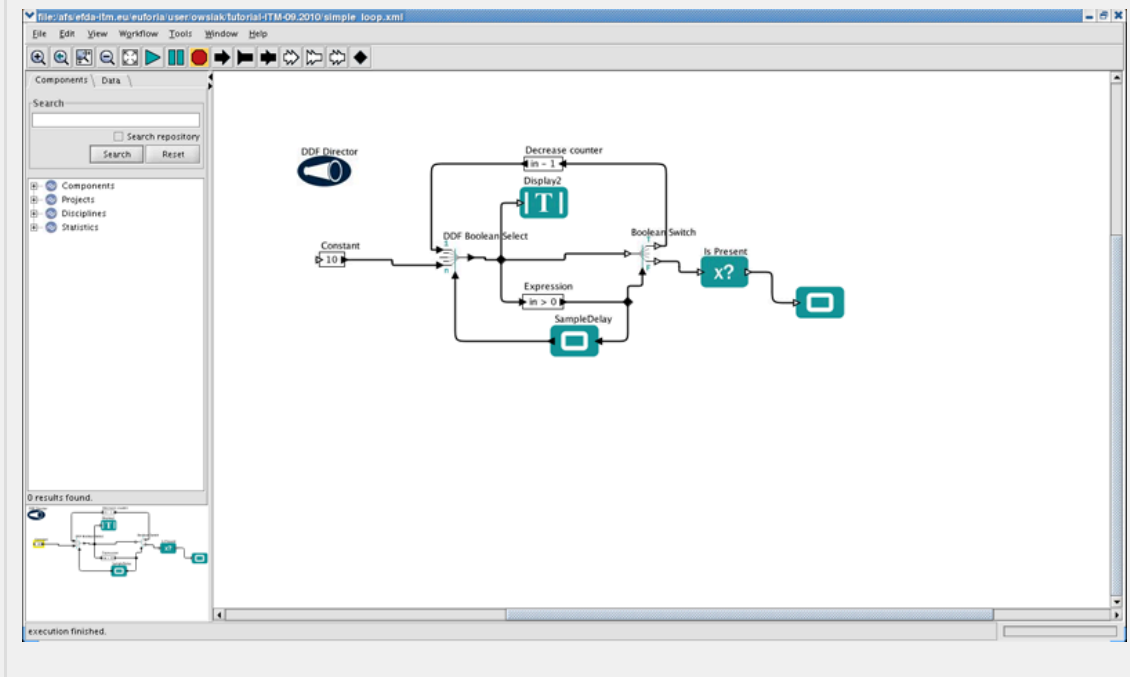 file:/afs/efda-itm.eu/euforia/user/owsiak/tutorial-ITM-09.2010/simple_loop.xml
File Edit View Workflow Tools Window Help
Components Data
Search
Search repository
Search Reset
Components
Projects
Disciplines
Statistics
0 results found.
DDF Director
Decrease counter
in - 1
Display2
T
DDF Boolean Select
Boolean Switch
Constant
10
Is Present
x?
Expression
in > 0
SampleDelay
execution finished.